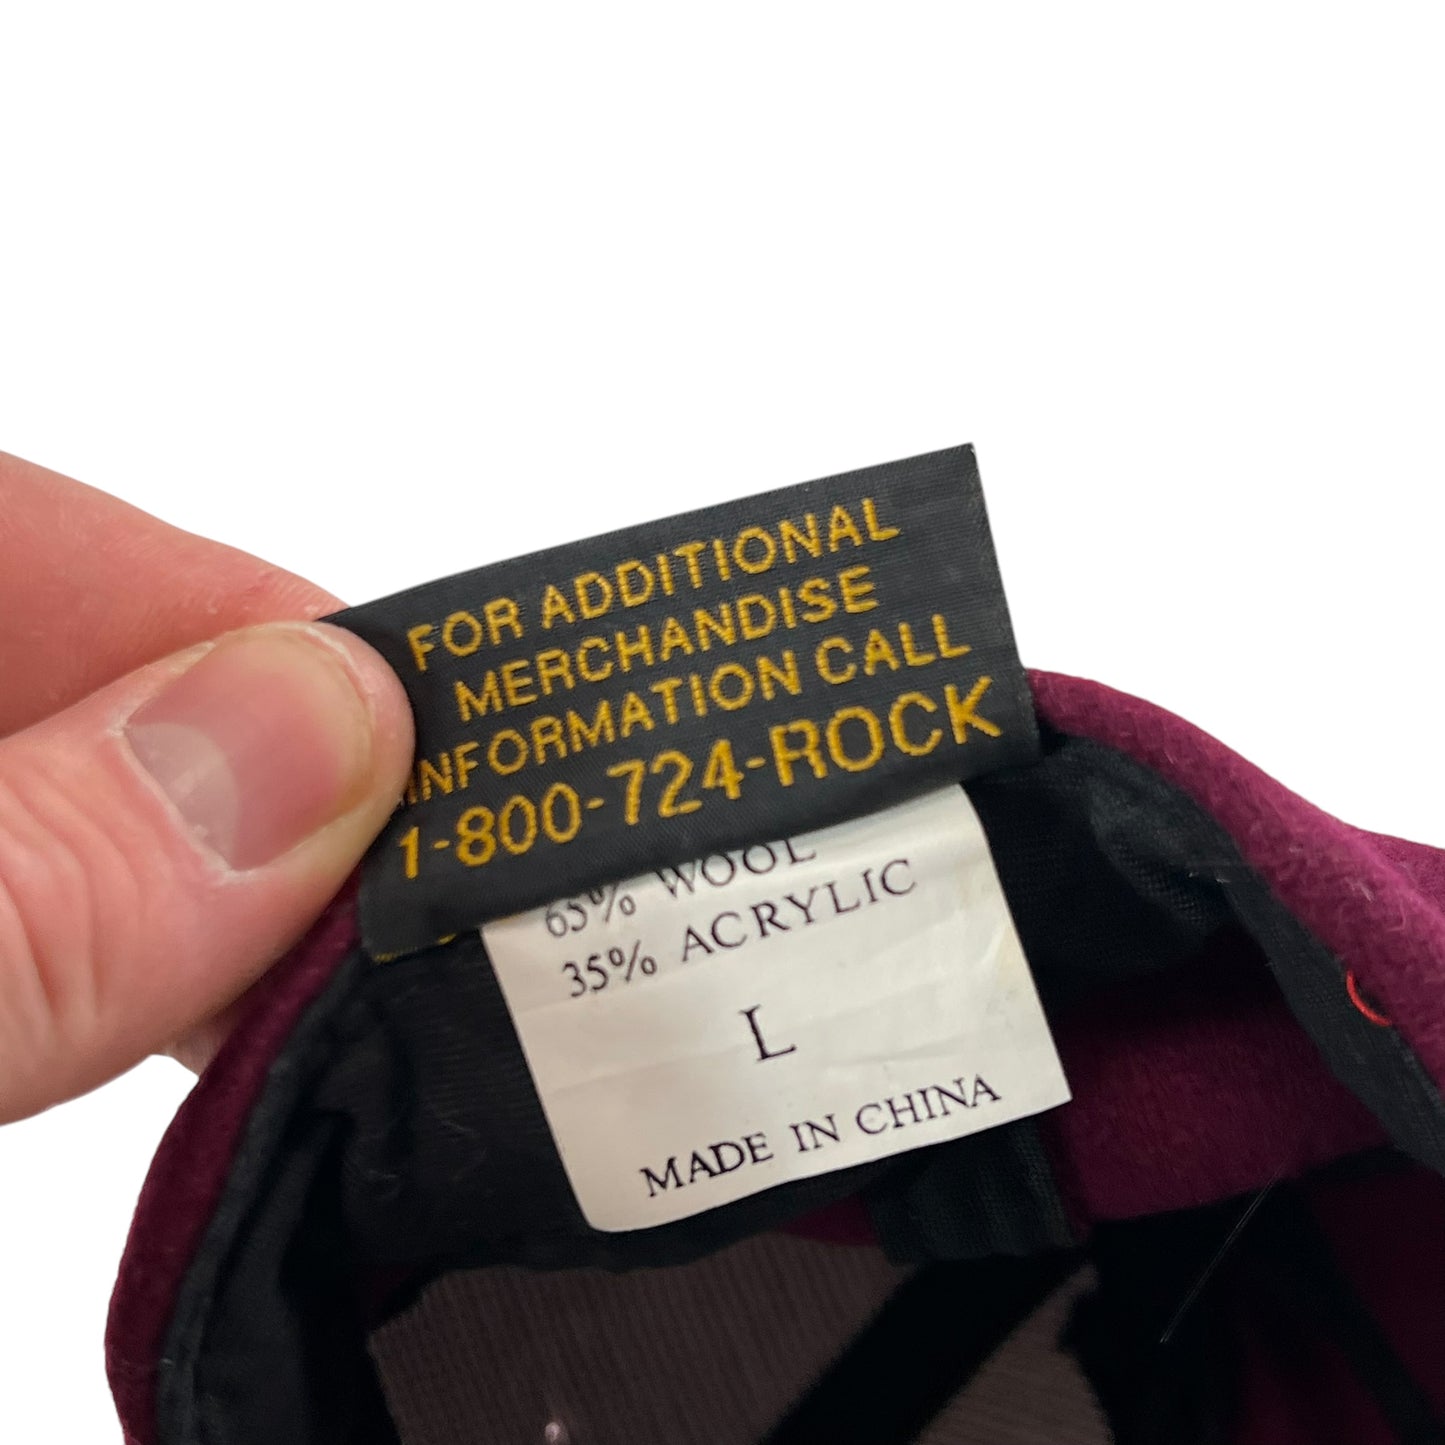 FOR ADDITIONAL
MERCHANDISE
INFORMATION CALL
1-800-724-ROCK
65% WOOL
35% ACRYLIC
L
MADE IN CHINA